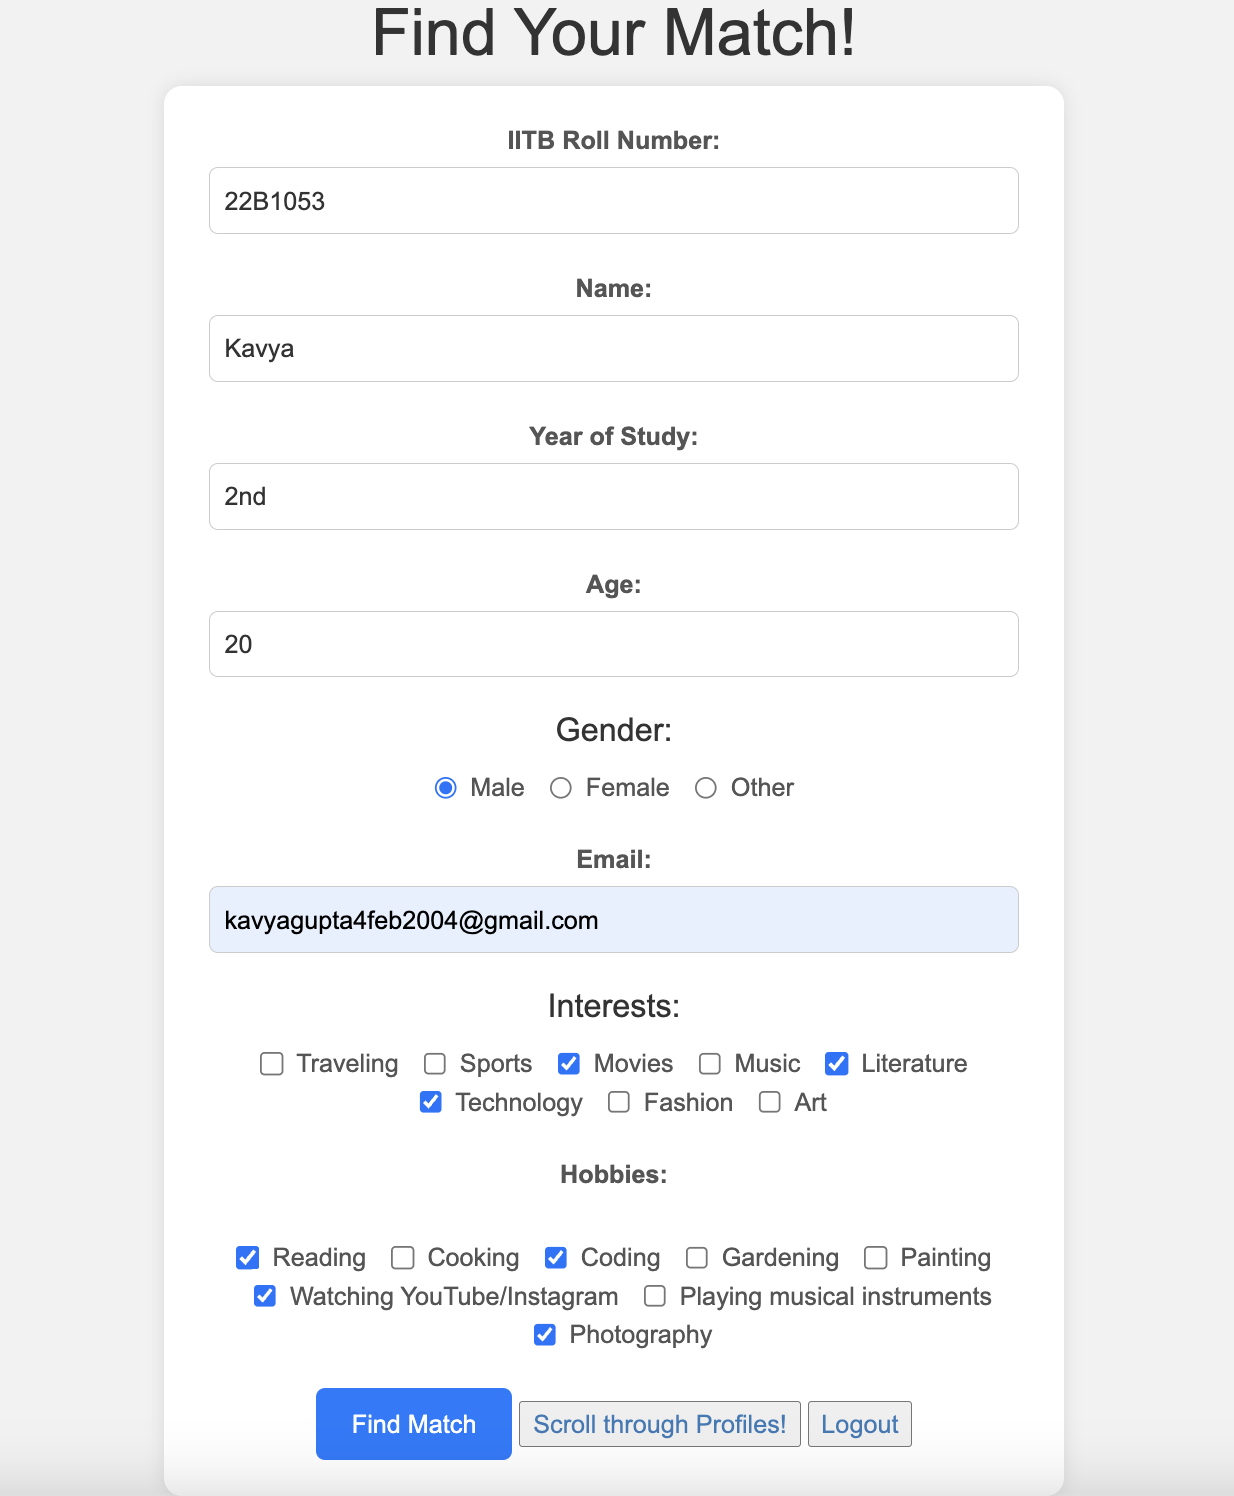 Find Your Match!
IITB Roll Number:
22B1053
Name:
Kavya
Year of Study:
2nd
Age:
20
Gender:
Male Female Other
Email:
kavyagupta4feb2004@gmail.com
Interests:
Traveling Sports Movies Music Literature
Technology Fashion Art
Hobbies:
Reading Cooking Coding Gardening Painting
Watching YouTube/Instagram Playing musical instruments
Photography
Find Match Scroll through Profiles! Logout